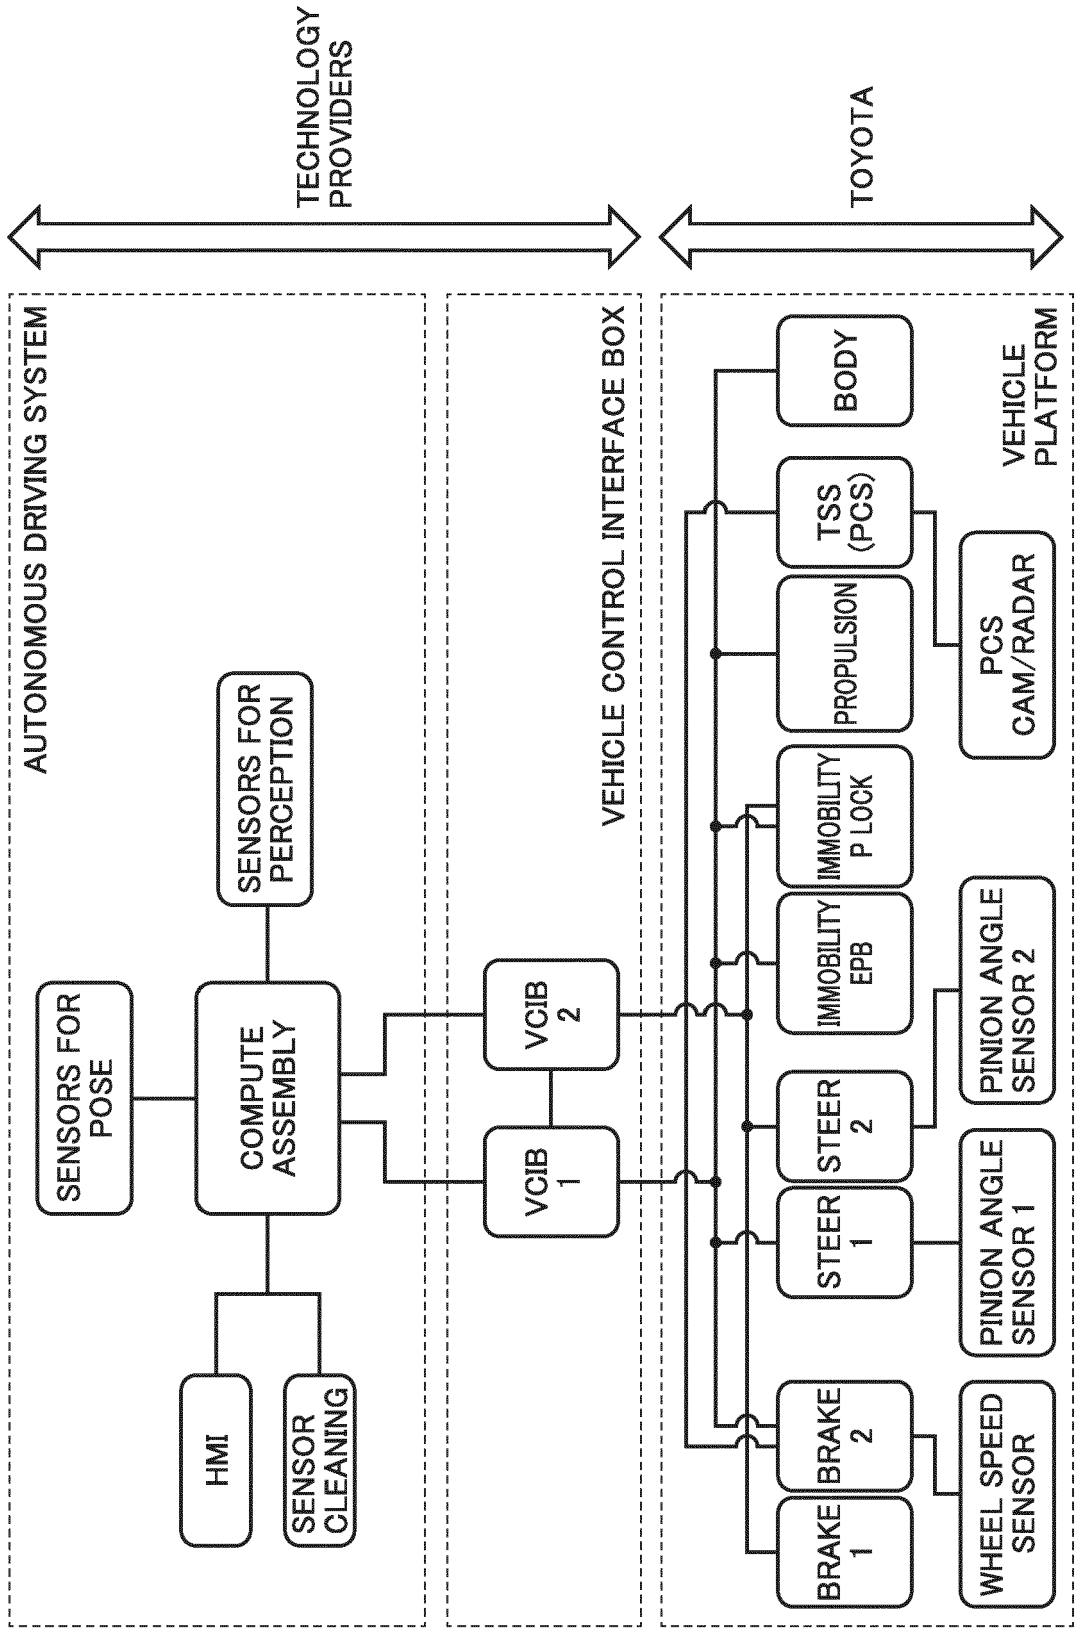 AUTONOMOUS DRIVING SYSTEM
SENSORS FOR
POSE
HMI
SENSOR
CLEANING
COMPUTE
ASSEMBLY
SENSORS FOR
PERCEPTION
TECHNOLOGY
PROVIDERS
VEHICLE CONTROL INTERFACE BOX
VCIB
1
VCIB
2
BRAKE
1
BRAKE
2
STEER
1
STEER
2
IMMOBILITY
EPB
IMMOBILITY
P LOCK
PROPULSION
TSS
(PCS)
BODY
WHEEL SPEED
SENSOR
PINION ANGLE
SENSOR 1
PINION ANGLE
SENSOR 2
PCS
CAM/RADAR
VEHICLE
PLATFORM
TOYOTA